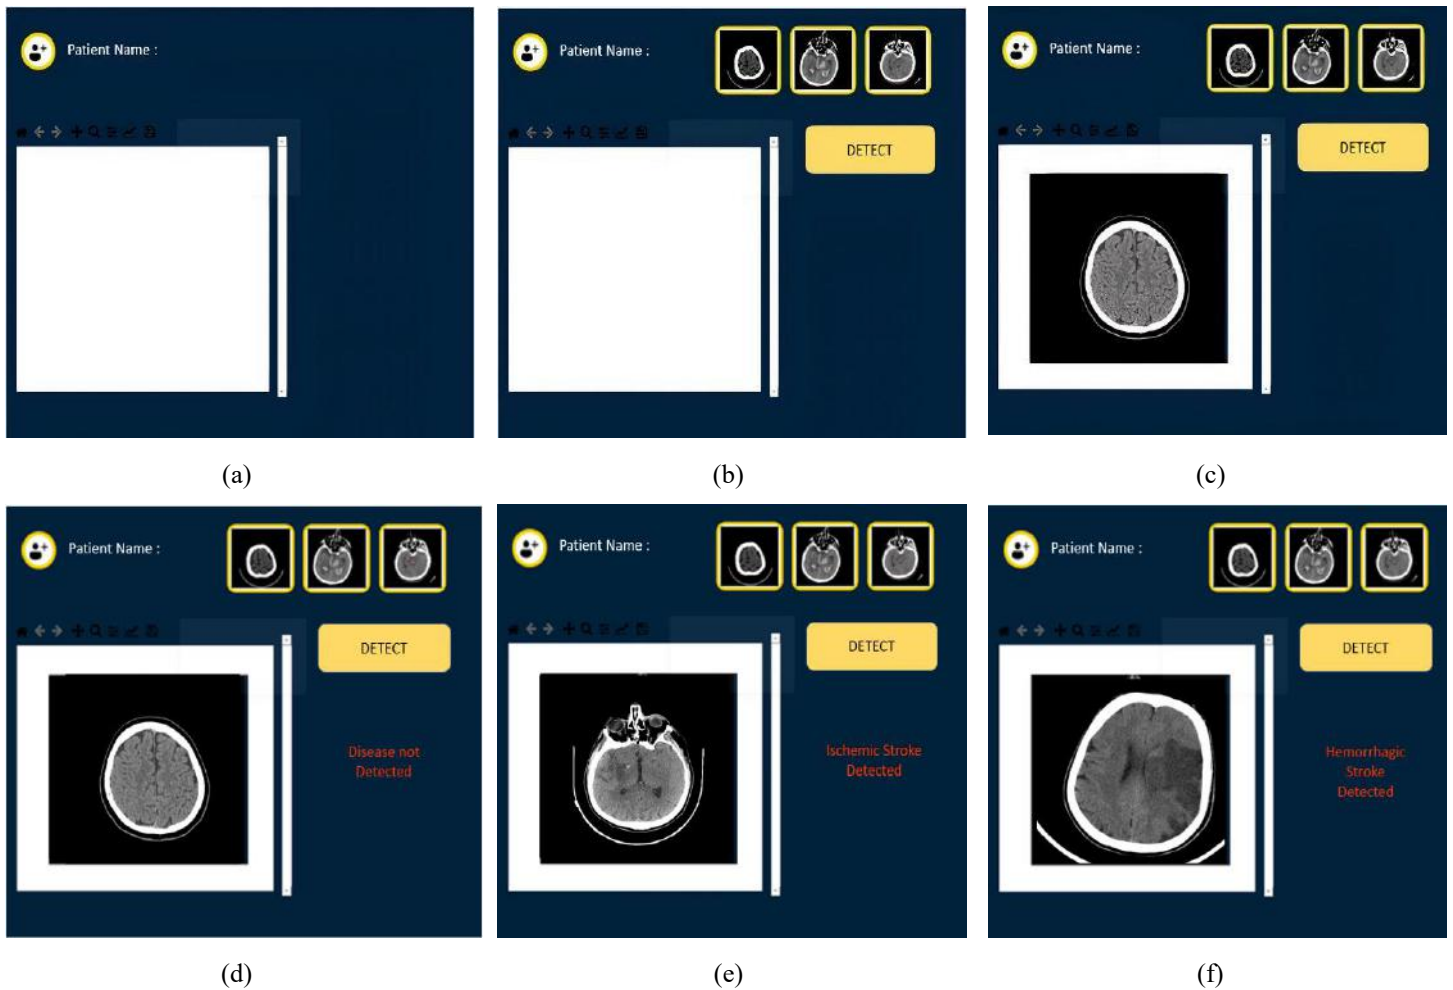 Patient Name :
Patient Name :
DETECT
Patient Name :
DETECT
(a)
(b)
(c)
Patient Name :
DETECT
Disease not
Detected
Patient Name :
DETECT
Ischemic Stroke
Detected
Patient Name :
DETECT
Hemorrhagic
Stroke
Detected
(d)
(e)
(f)